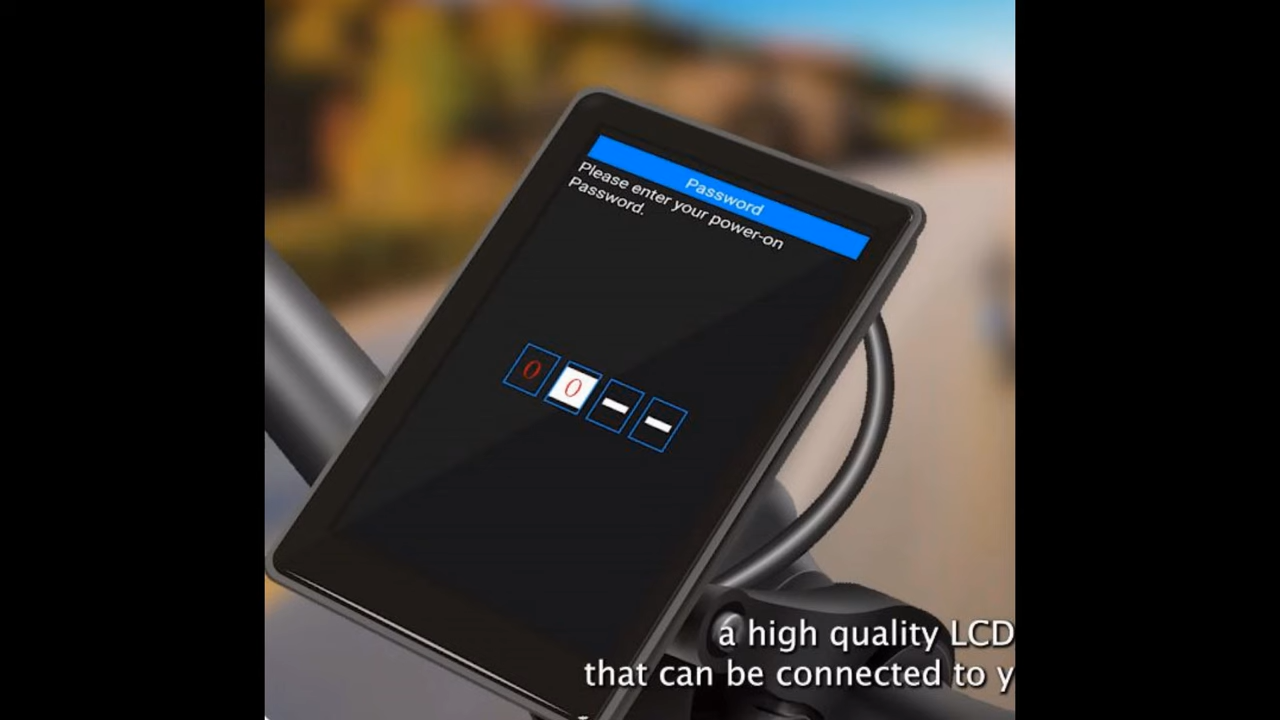 Password
Please enter your power-on
Password.
0 0 - -
a high quality LCD
that can be connected to y